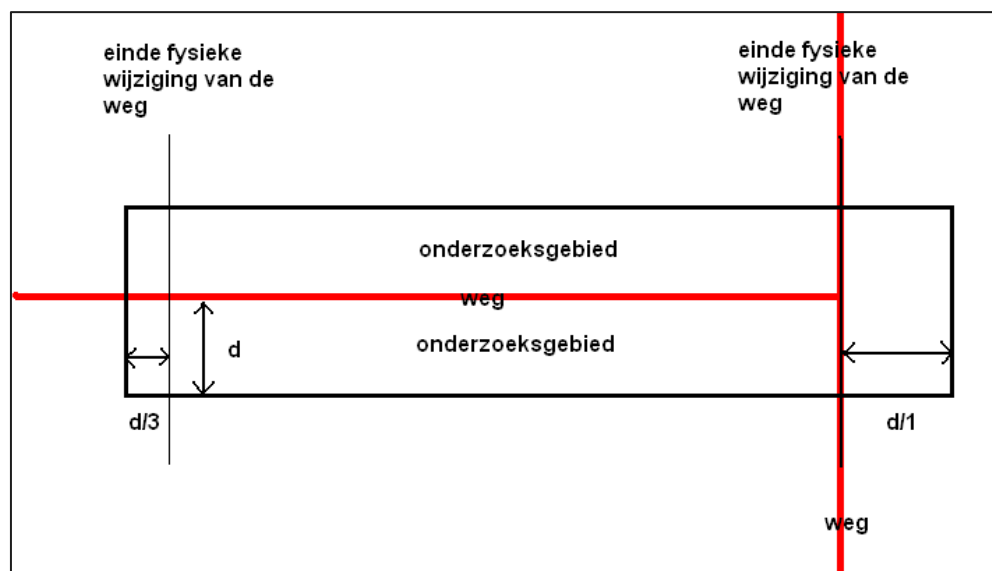 einde fysieke
wijziging van de
weg
einde fysieke
wijziging van de
weg
onderzoeksgebied
weg
onderzoeksgebied
d
d/3
d/1
weg